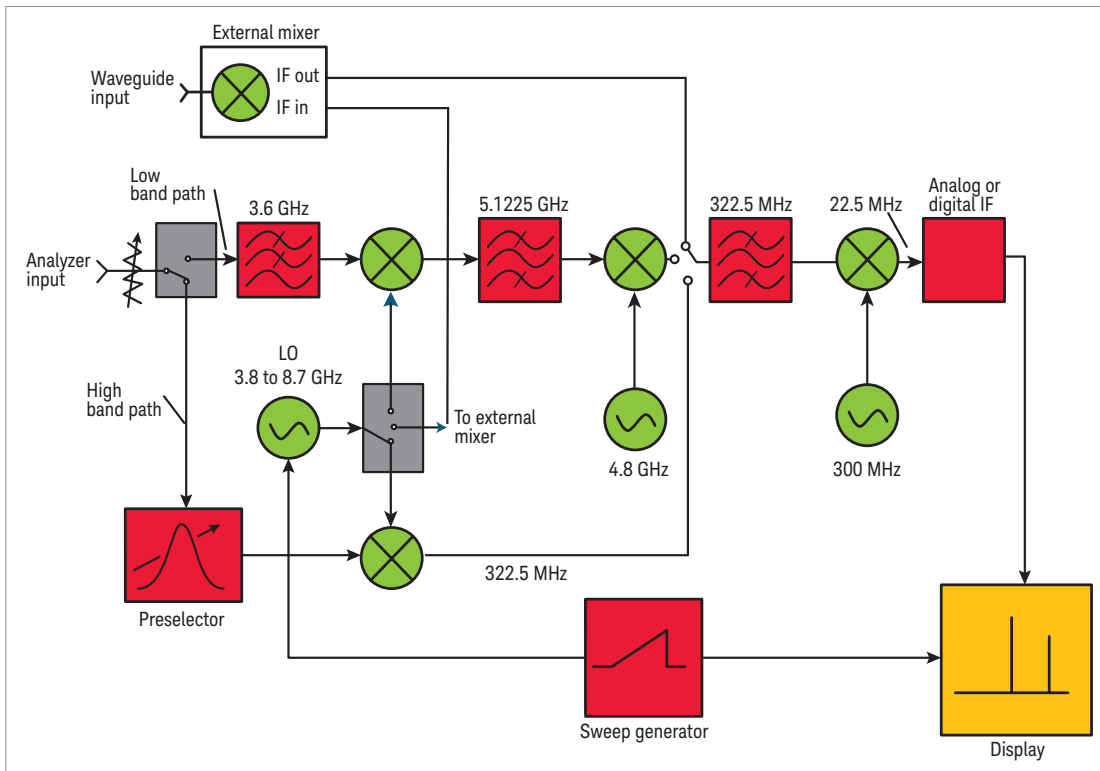 External mixer
Waveguide
input
IF out
IF in
Low
band path
3.6 GHz
5.1225 GHz
322.5 MHz
22.5 MHz
Analog or
digital IF
Analyzer
input
LO
3.8 to 8.7 GHz
High
band path
To external
mixer
4.8 GHz
300 MHz
322.5 MHz
Preselector
Sweep generator
Display